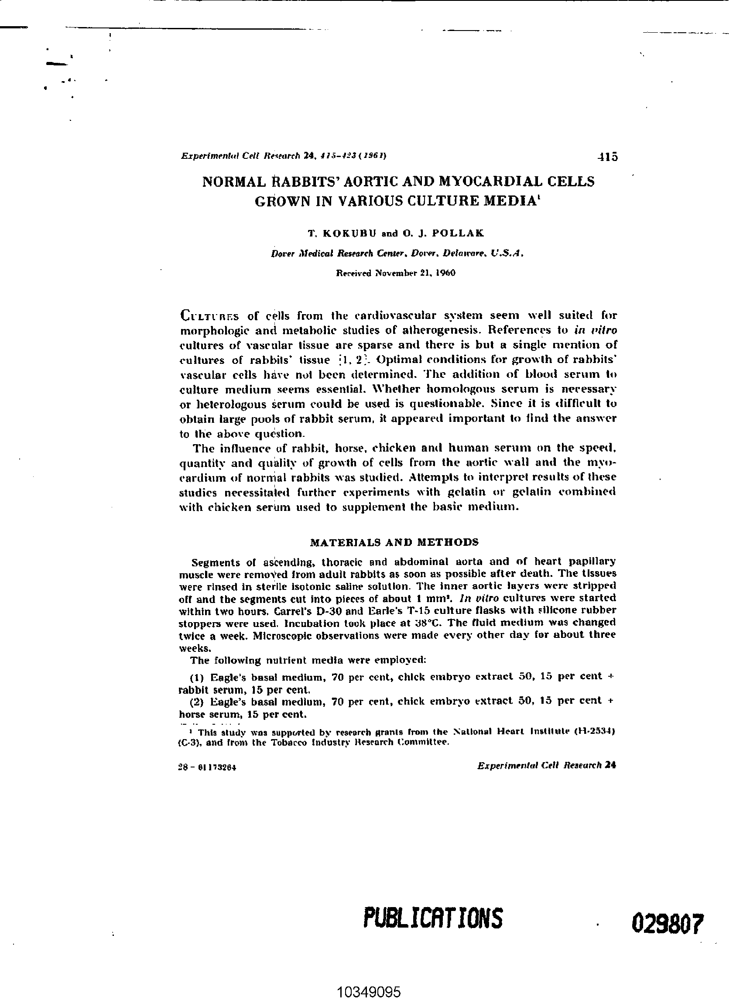 Experimental Cell Research 24, 415-423 (1961)
415
NORMAL RABBITS' AORTIC AND MYOCARDIAL CELLS
GROWN IN VARIOUS CULTURE MEDIA¹
T. KOKUBU and O. J. POLLAK
Dover Medical Research Center, Dover, Delaware, U.S.A.
Received November 21, 1960
CULTURES of cells from the cardiovascular system seem well suited for
morphologic and metabolic studies of atherogenesis. References to in vitro
cultures of vascular tissue are sparse and there is but a single mention of
cultures of rabbits' tissue [1, 2]. Optimal conditions for growth of rabbits'
vascular cells have not been determined. The addition of blood serum to
culture medium seems essential. Whether homologous serum is necessary
or heterologous serum could be used is questionable. Since it is difficult to
obtain large pools of rabbit serum, it appeared important to find the answer
to the above question.
The influence of rabbit, horse, chicken and human serum on the speed,
quantity and quality of growth of cells from the aortic wall and the myo-
cardium of normal rabbits was studied. Attempts to interpret results of these
studies necessitated further experiments with gelatin or gelatin combined
with chicken serum used to supplement the basic medium.
MATERIALS AND METHODS
Segments of ascending, thoracic and abdominal aorta and of heart papillary
muscle were removed from adult rabbits as soon as possible after death. The tissues
were rinsed in sterile isotonic saline solution. The inner aortic layers were stripped
off and the segments cut into pieces of about 1 mm³. In vitro cultures were started
within two hours. Carrel's D-30 and Earle's T-15 culture flasks with silicone rubber
stoppers were used. Incubation took place at 38°C. The fluid medium was changed
twice a week. Microscopic observations were made every other day for about three
weeks.
The following nutrient media were employed:
(1) Eagle's basal medium, 70 per cent, chick embryo extract 50, 15 per cent +
rabbit serum, 15 per cent.
(2) Eagle's basal medium, 70 per cent, chick embryo extract 50, 15 per cent +
horse serum, 15 per cent.
¹ This study was supported by research grants from the National Heart Institute (H-2534)
(C-3), and from the Tobacco Industry Research Committee.
28 - 61173264
Experimental Cell Research 24
PUBLICATIONS
029807
10349095